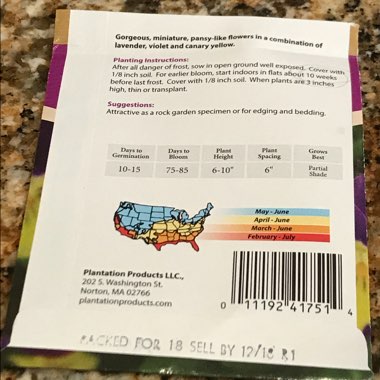 Gorgeous, miniature, pansy-like flowers in a combination of
lavender, violet and canary yellow.
Planting Instructions:
After all danger of frost, sow in open ground well exposed. Cover with
1/8 inch soil. For earlier bloom, start indoors in flats about 10 weeks
before last frost. Cover with 1/8 inch soil. When plants are 3 inches
high, thin or transplant.
Suggestions:
Attractive as a rock garden specimen or for edging and bedding.
Days to Germination Days to Bloom Plant Height Plant Spacing Grows Best
10-15 75-85 6-10" 6" Partial Shade
May - June
April - June
March - June
February - July
Plantation Products LLC.,
202 S. Washington St.
Norton, MA 02766
plantationproducts.com
0 11192 41751 4
PACKED FOR 18 SELL BY 12/18 R1